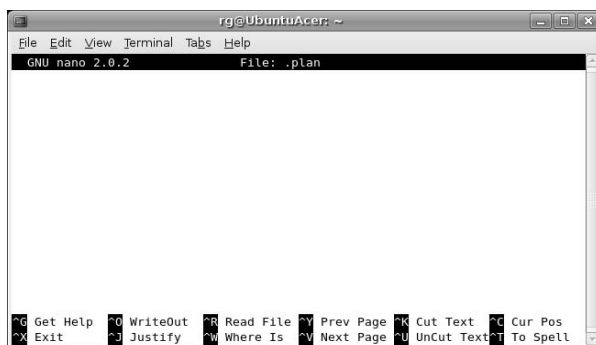 rg@UbuntuAcer: ~
File Edit View Terminal Tabs Help
GNU nano 2.0.2 File: .plan
^G Get Help ^O WriteOut ^R Read File ^Y Prev Page ^K Cut Text ^C Cur Pos
^X Exit ^J Justify ^W Where Is ^V Next Page ^U UnCut Text ^T To Spell